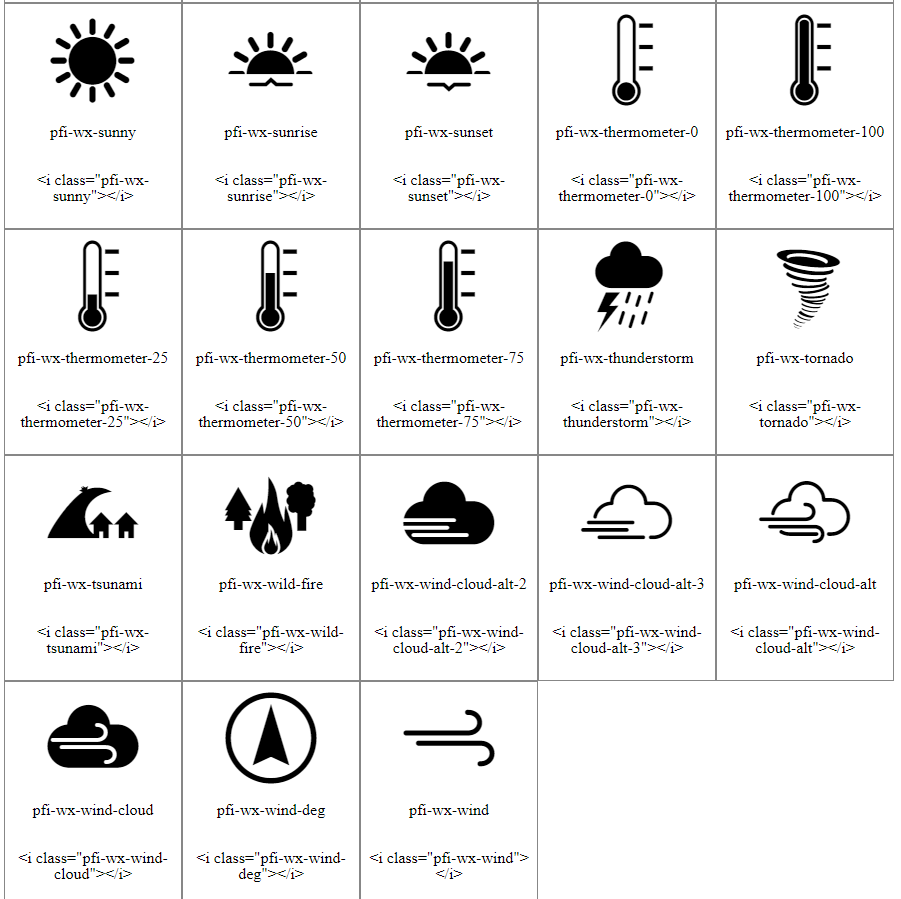 pfi-wx-sunny
pfi-wx-sunrise
pfi-wx-sunset
pfi-wx-thermometer-0
pfi-wx-thermometer-100
<i class="pfi-wx-
sunny"></i>
<i class="pfi-wx-
sunrise"></i>
<i class="pfi-wx-
sunset"></i>
<i class="pfi-wx-
thermometer-0"></i>
<i class="pfi-wx-
thermometer-100"></i>
pfi-wx-thermometer-25
pfi-wx-thermometer-50
pfi-wx-thermometer-75
pfi-wx-thunderstorm
pfi-wx-tornado
<i class="pfi-wx-
thermometer-25"></i>
<i class="pfi-wx-
thermometer-50"></i>
<i class="pfi-wx-
thermometer-75"></i>
<i class="pfi-wx-
thunderstorm"></i>
<i class="pfi-wx-
tornado"></i>
pfi-wx-tsunami
pfi-wx-wild-fire
pfi-wx-wind-cloud-alt-2
pfi-wx-wind-cloud-alt-3
pfi-wx-wind-cloud-alt
<i class="pfi-wx-
tsunami"></i>
<i class="pfi-wx-wild-
fire"></i>
<i class="pfi-wx-wind-
cloud-alt-2"></i>
<i class="pfi-wx-wind-
cloud-alt-3"></i>
<i class="pfi-wx-wind-
cloud-alt"></i>
pfi-wx-wind-cloud
pfi-wx-wind-deg
pfi-wx-wind
<i class="pfi-wx-wind-
cloud"></i>
<i class="pfi-wx-wind-
deg"></i>
<i class="pfi-wx-wind">
</i>